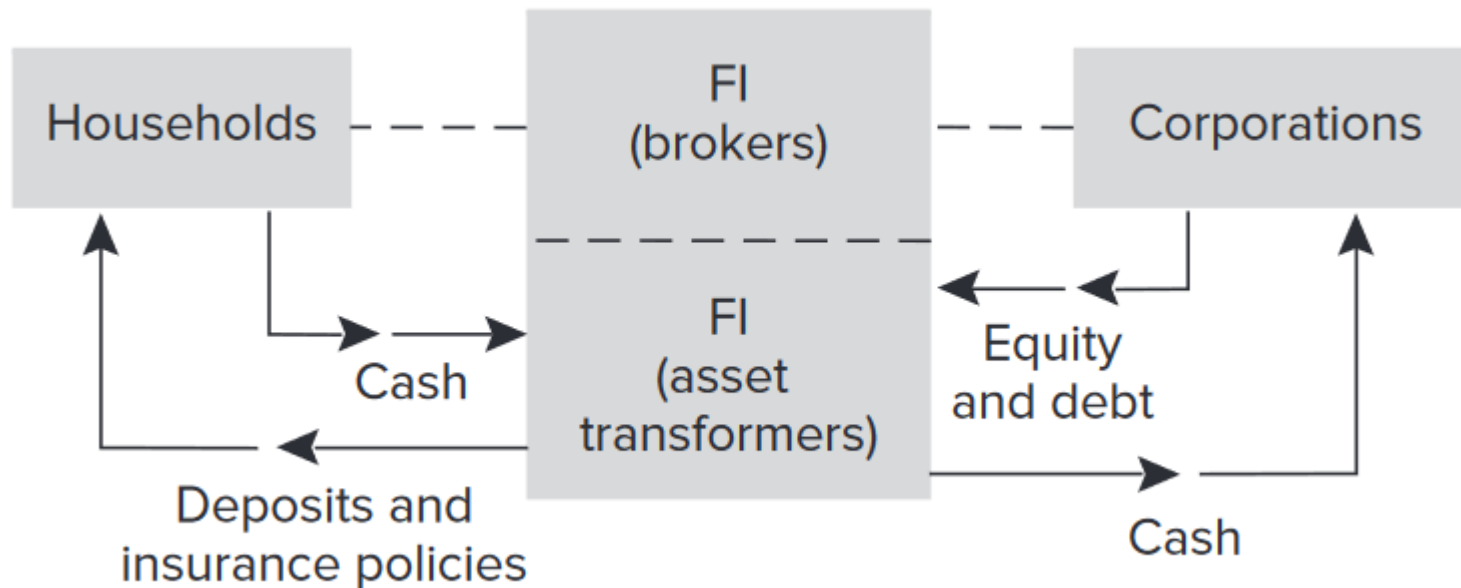 Households
FI
(brokers)
Corporations
FI
(asset
transformers)
Cash
Deposits and
insurance policies
Equity
and debt
Cash